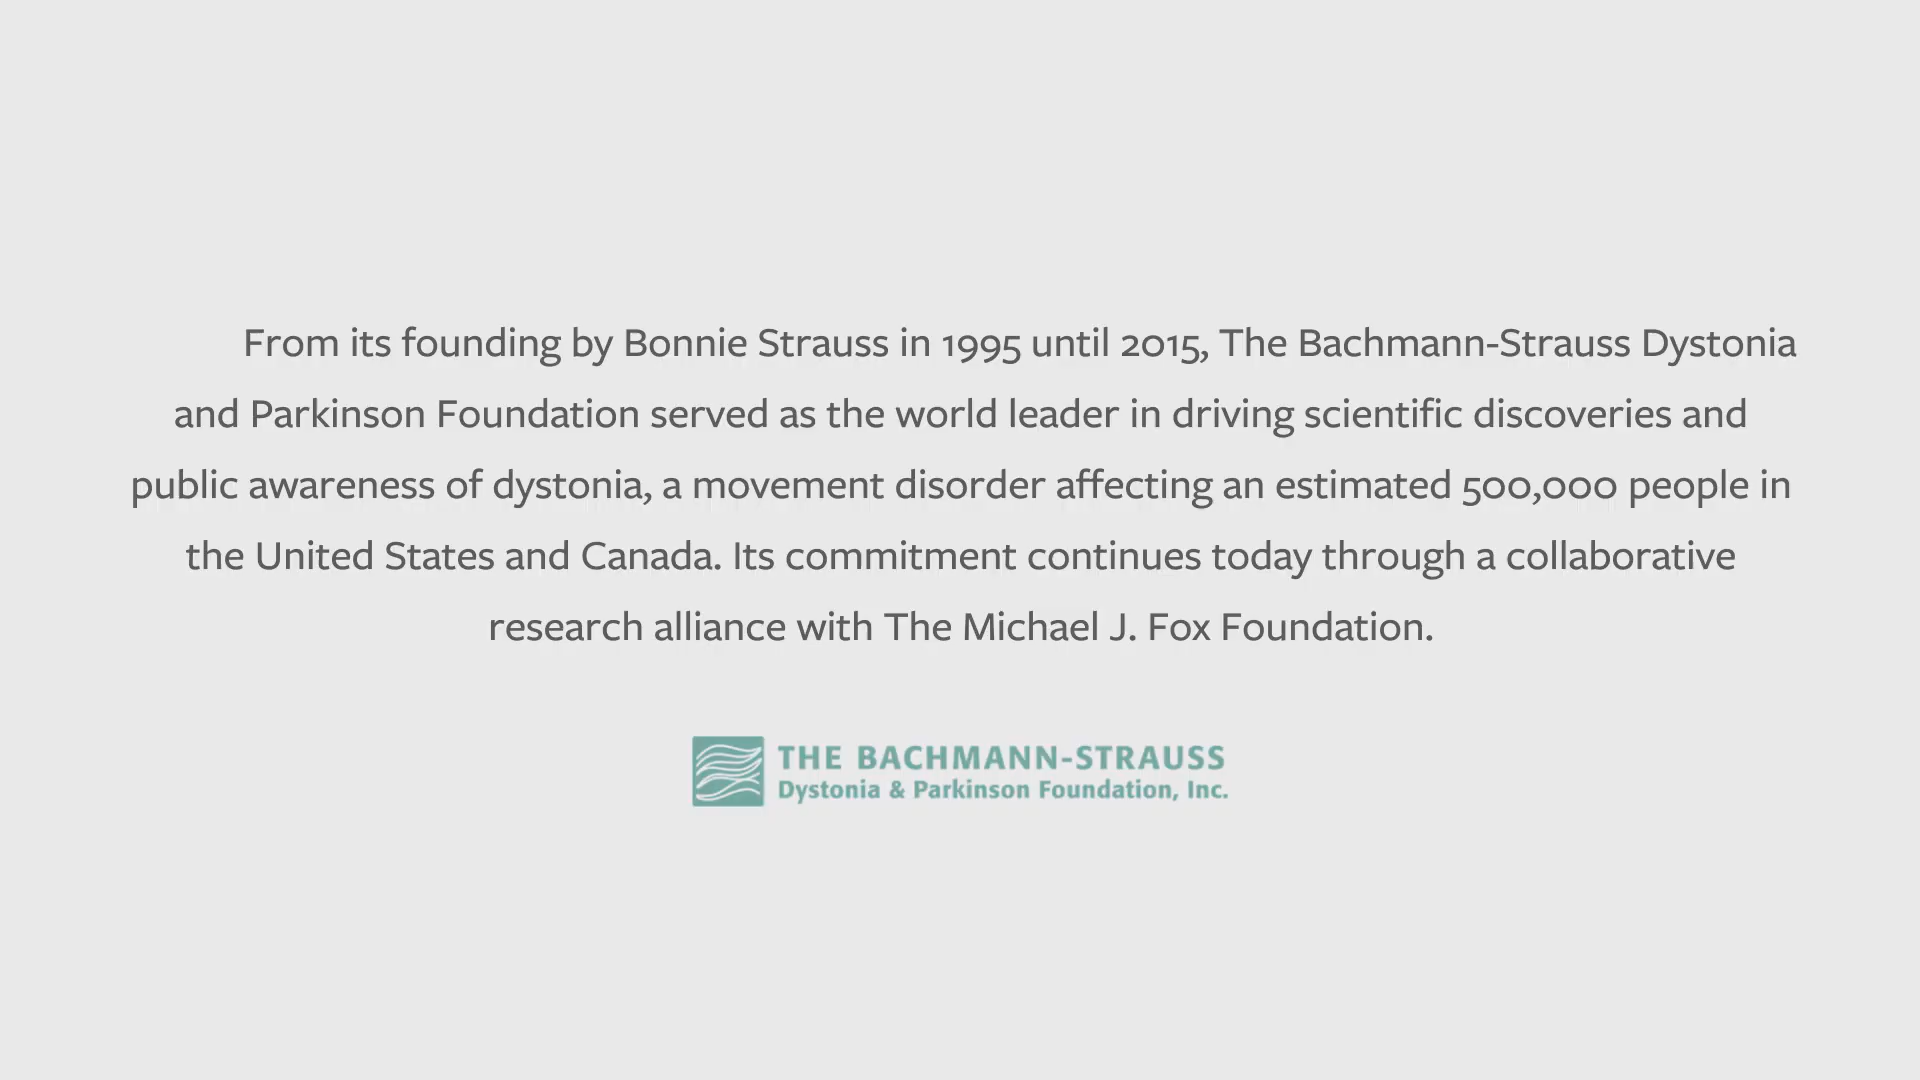 From its founding by Bonnie Strauss in 1995 until 2015, The Bachmann-Strauss Dystonia
and Parkinson Foundation served as the world leader in driving scientific discoveries and
public awareness of dystonia, a movement disorder affecting an estimated 500,000 people in
the United States and Canada. Its commitment continues today through a collaborative
research alliance with The Michael J. Fox Foundation.
THE BACHMANN-STRAUSS
Dystonia & Parkinson Foundation, Inc.